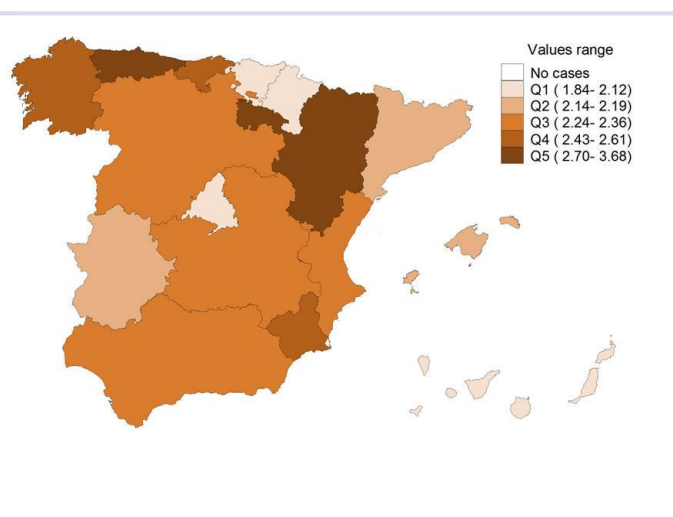 Values range
No cases
Q1 ( 1.84- 2.12)
Q2 ( 2.14- 2.19)
Q3 ( 2.24- 2.36)
Q4 ( 2.43- 2.61)
Q5 ( 2.70- 3.68)